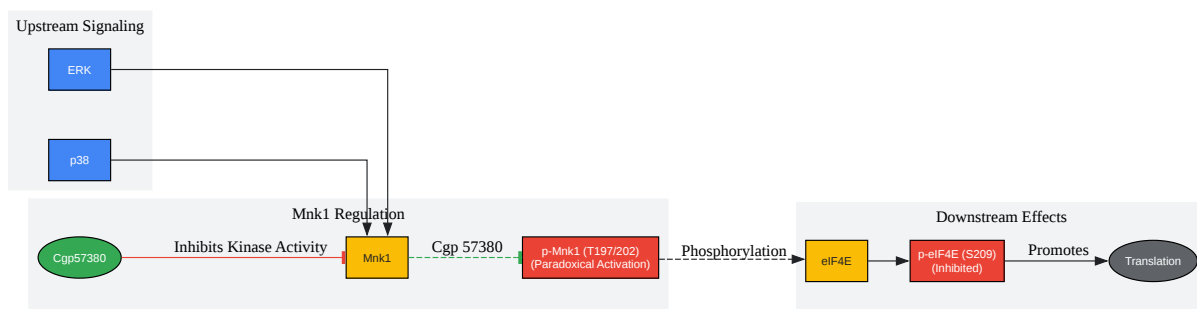 Upstream Signaling
ERK
p38
Mnk1 Regulation
Cgp57380
Inhibits Kinase Activity
Mnk1
Cgp 57380
p-Mnk1 (T197/202)
(Paradoxical Activation)
Phosphorylation
Downstream Effects
eIF4E
p-eIF4E (S209)
(Inhibited)
Promotes
Translation